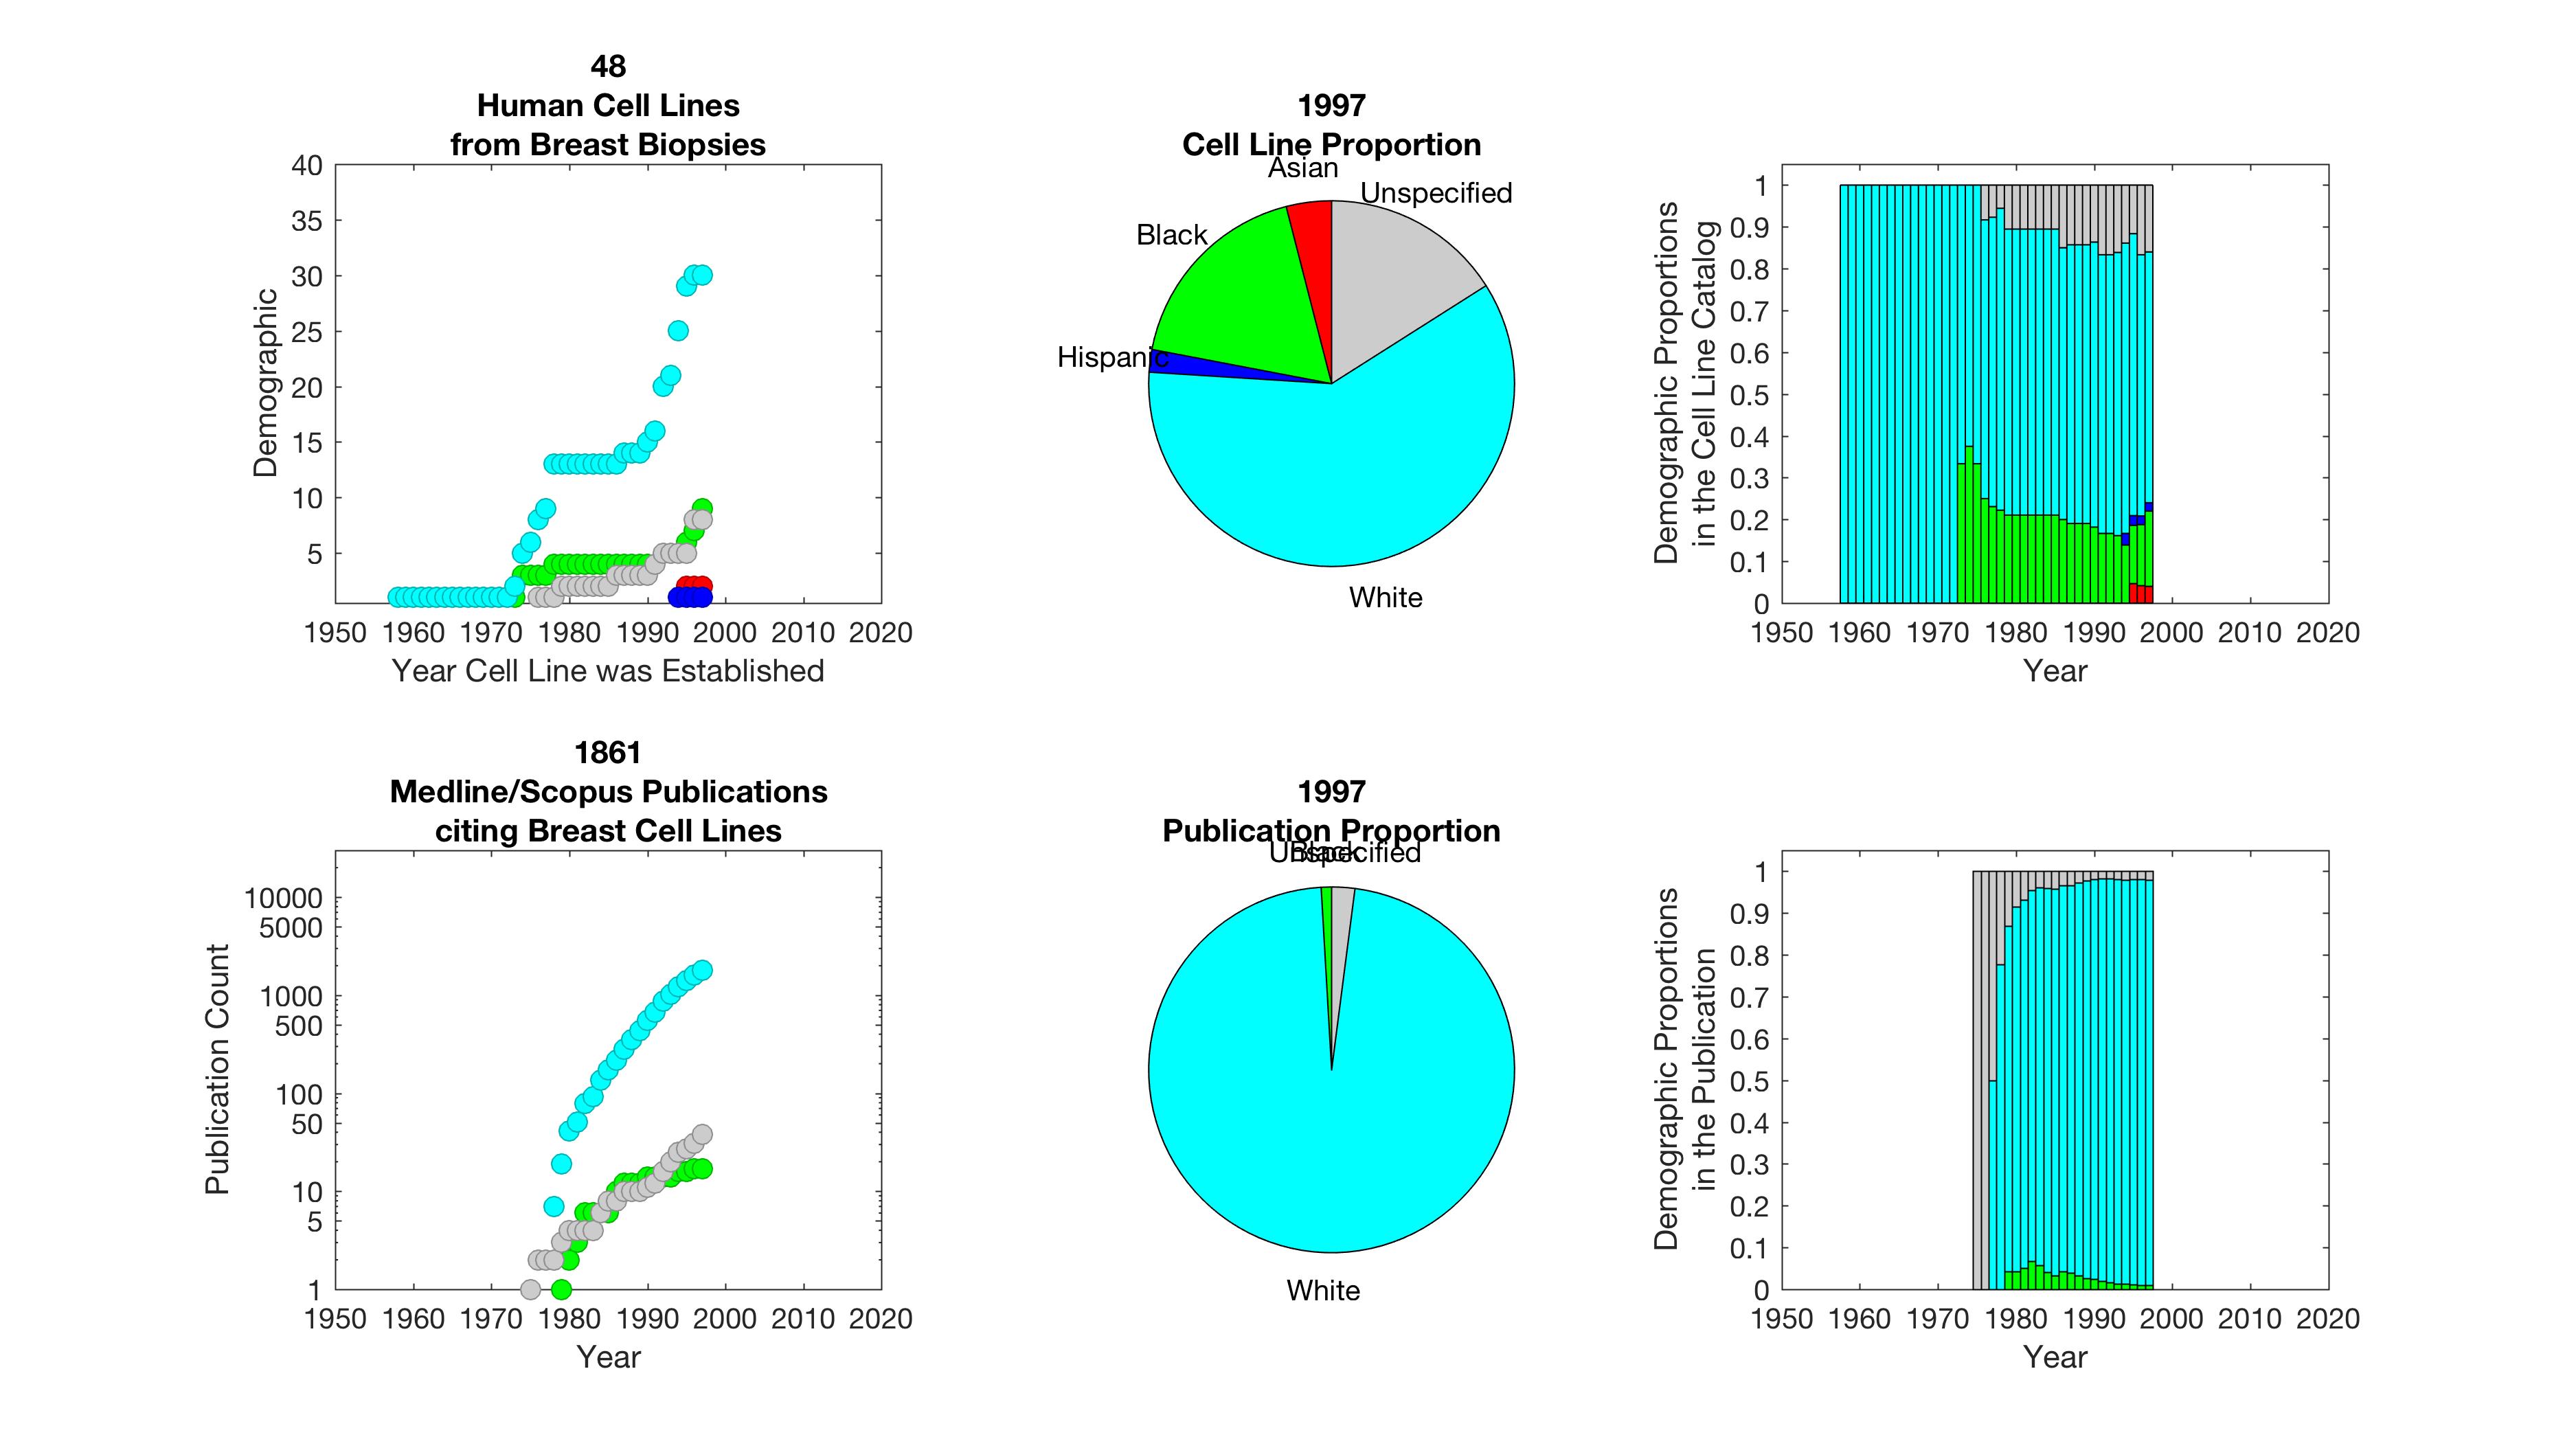 48
Human Cell Lines
from Breast Biopsies
40
35
30
25
20
15
10
5
Demographic
1950 1960 1970 1980 1990 2000 2010 2020
Year Cell Line was Established
1997
Cell Line Proportion
Asian
Unspecified
Black
Hispanic
White
Demographic Proportions
in the Cell Line Catalog
1
0.9
0.8
0.7
0.6
0.5
0.4
0.3
0.2
0.1
0
1950 1960 1970 1980 1990 2000 2010 2020
Year
1861
Medline/Scopus Publications
citing Breast Cell Lines
Publication Count
10000
5000
1000
500
100
50
10
5
1
1950 1960 1970 1980 1990 2000 2010 2020
Year
1997
Publication Proportion
Unspecified
Black
White
Demographic Proportions
in the Publication
1
0.9
0.8
0.7
0.6
0.5
0.4
0.3
0.2
0.1
0
1950 1960 1970 1980 1990 2000 2010 2020
Year